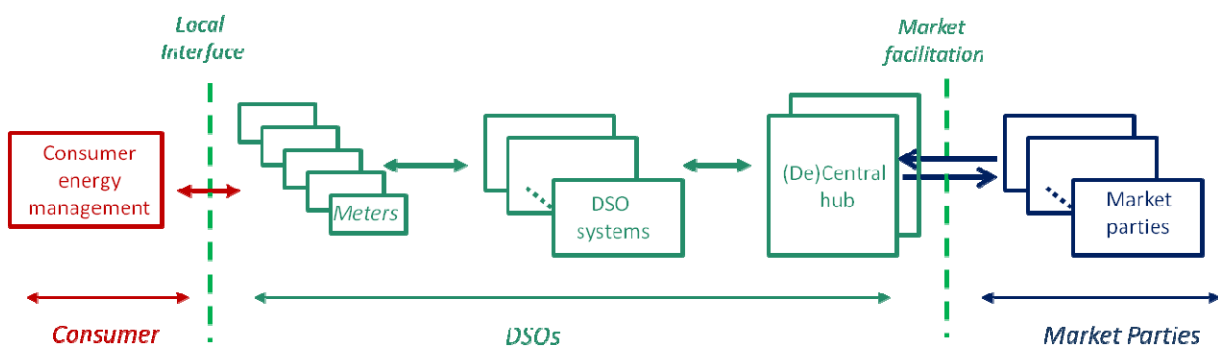 Local
Interface
Market
facilitation
Consumer
energy
management
Meters
DSO
systems
(De)Central
hub
Market
parties
Consumer
DSOs
Market Parties